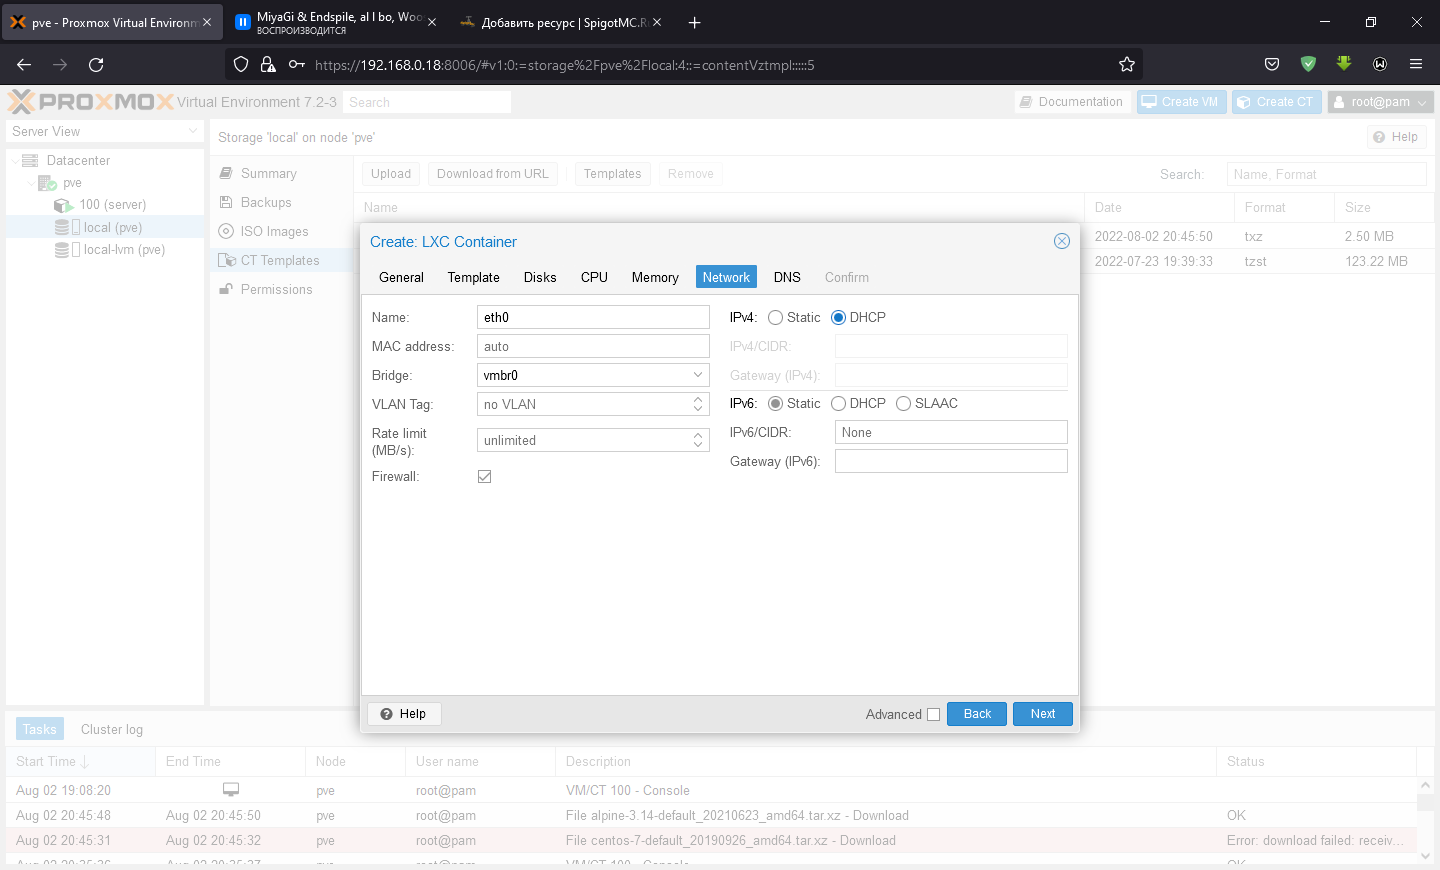 pve - Proxmox Virtual Environm
MiyaGi & Endspile, al l bo, Woo
ВОСПРОИЗВОДИТСЯ
Добавить ресурс | SpigotMC.R
https://192.168.0.18:8006/#v1:0:=storage%2Fpve%2Flocal:4::=contentVztmpl:::::5
PROXMOX Virtual Environment 7.2-3
Search
Documentation
Create VM
Create CT
root@pam
Server View
Storage 'local' on node 'pve'
Help
Datacenter
pve
100 (server)
local (pve)
local-lvm (pve)
Summary
Backups
ISO Images
CT Templates
Permissions
Upload
Download from URL
Templates
Remove
Search:
Name, Format
Name
Date
Format
Size
2022-08-02 20:45:50
txz
2.50 MB
2022-07-23 19:39:33
tzst
123.22 MB
Create: LXC Container
General
Template
Disks
CPU
Memory
Network
DNS
Confirm
Name:
eth0
MAC address:
auto
Bridge:
vmbr0
VLAN Tag:
no VLAN
Rate limit
(MB/s):
unlimited
Firewall:
IPv4:
Static
DHCP
IPv4/CIDR:
Gateway (IPv4):
IPv6:
Static
DHCP
SLAAC
IPv6/CIDR:
None
Gateway (IPv6):
Help
Advanced
Back
Next
Tasks
Cluster log
Start Time
End Time
Node
User name
Description
Status
Aug 02 19:08:20
pve
root@pam
VM/CT 100 - Console
Aug 02 20:45:48
Aug 02 20:45:50
pve
root@pam
File alpine-3.14-default_20210623_amd64.tar.xz - Download
OK
Aug 02 20:45:31
Aug 02 20:45:32
pve
root@pam
File centos-7-default_20190926_amd64.tar.xz - Download
Error: download failed: receiv...
pve
root@pam
VM/CT 100 - Console
OK